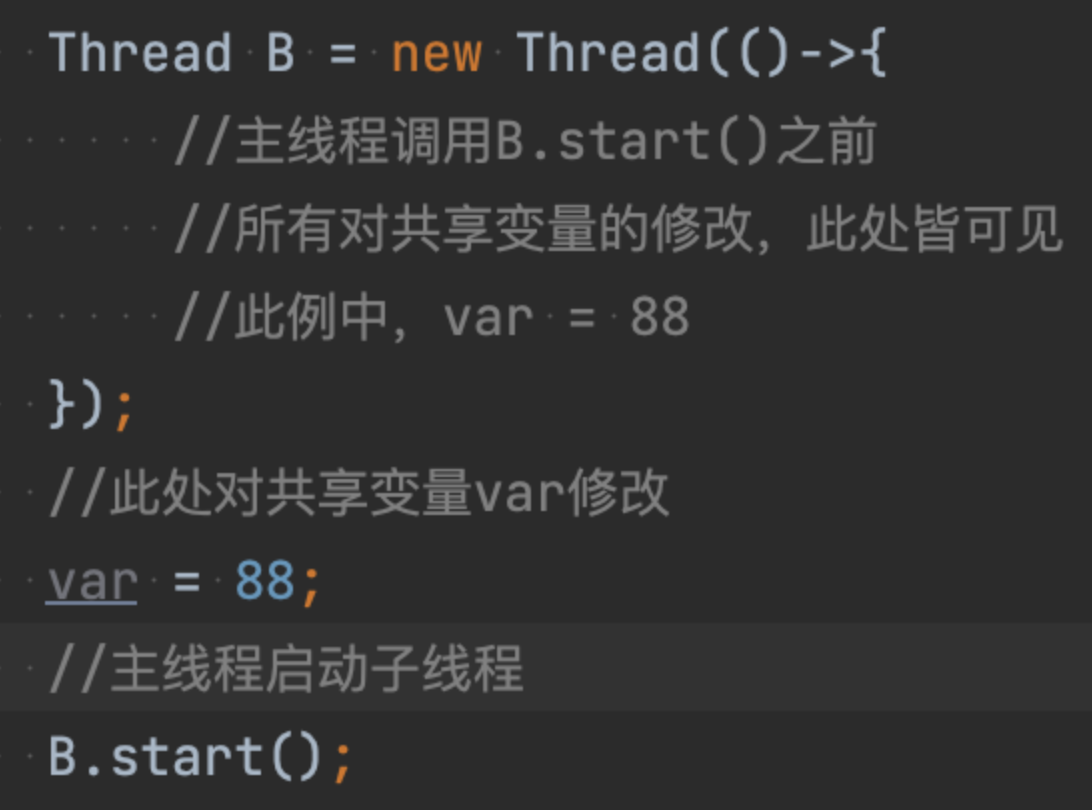 Thread B = new Thread(()->{
//主线程调用B.start()之前
//所有对共享变量的修改，此处皆可见
//此例中，var = 88
});
//此处对共享变量var修改
var = 88;
//主线程启动子线程
B.start();